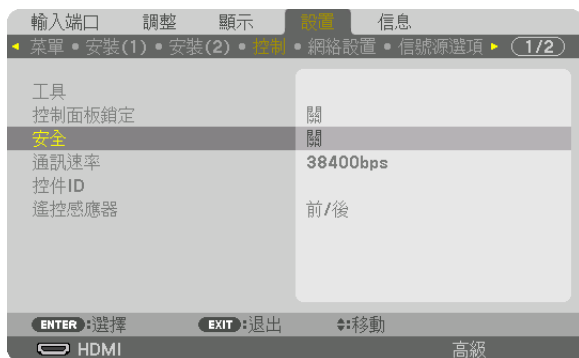 輸入端口 調整 顯示 設置 信息
◂ 菜單 • 安裝(1) • 安裝(2) • 控制 • 網絡設置 • 信號源選項 ▸ 1/2
工具
控制面板鎖定 關
安全 關
通訊速率 38400bps
控件ID
遙控感應器 前/後
ENTER:選擇 EXIT:退出 ♦:移動
HDMI 高級